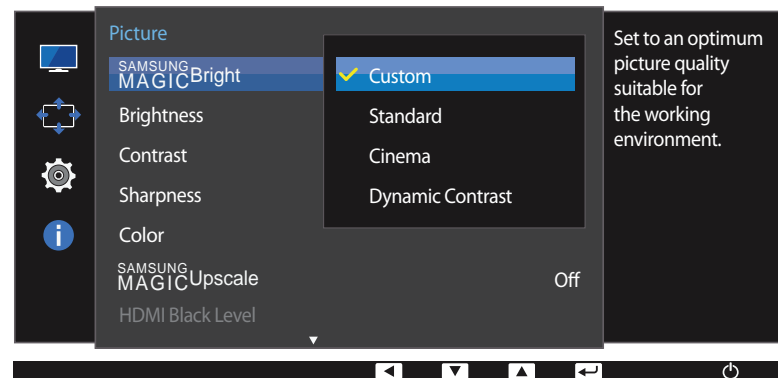 Picture
SAMSUNG
MAGICBright
Brightness
Contrast
Sharpness
Color
SAMSUNG
MAGICUpscale
Off
HDMI Black Level
Custom
Standard
Cinema
Dynamic Contrast
Set to an optimum
picture quality
suitable for
the working
environment.